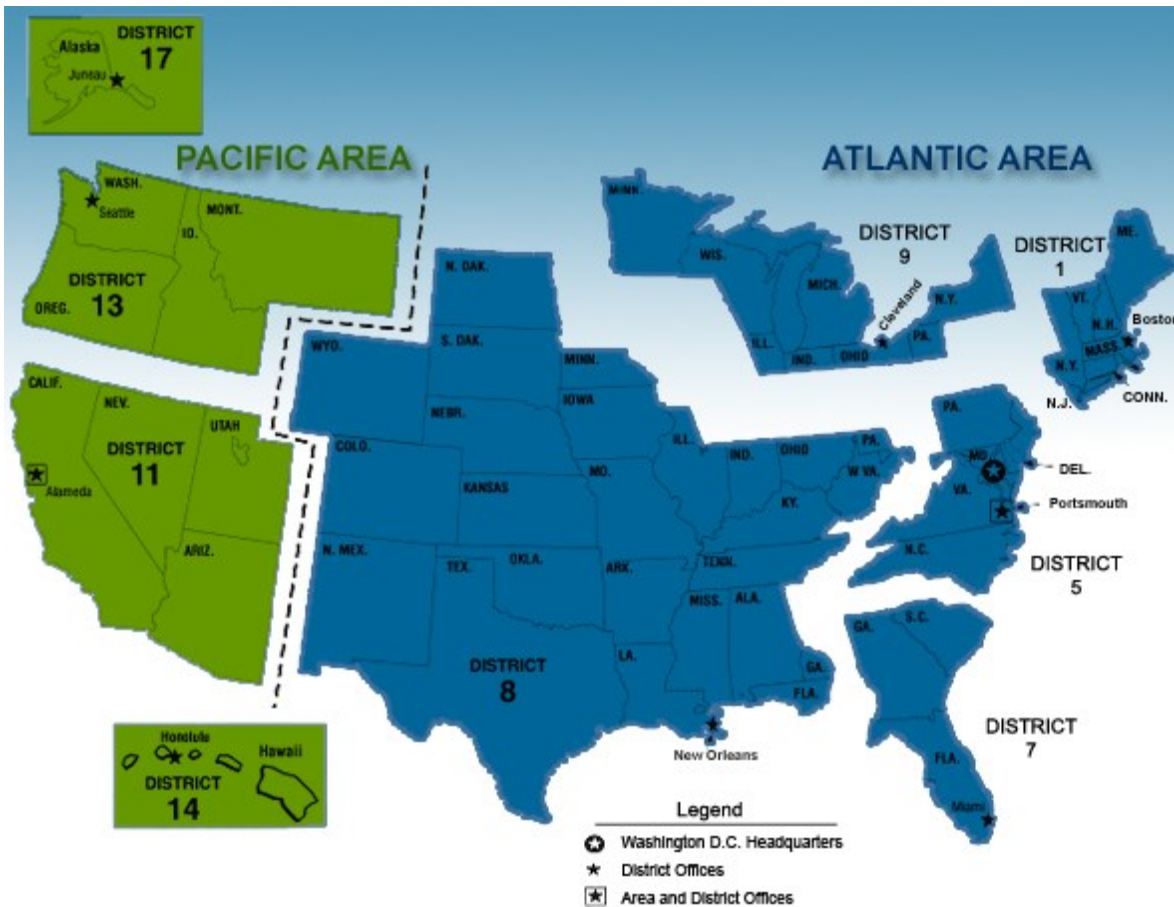 DISTRICT
17
Alaska
Juneau
PACIFIC AREA
ATLANTIC AREA
WASH.
Seattle
ID.
MONT.
DISTRICT
13
OREG.
CALIF.
NEV.
UTAH
DISTRICT
11
Alameda
ARIZ.
Honolulu
Hawaii
DISTRICT
14
N. DAK.
WYO.
S. DAK.
MINN.
NEBR.
IOWA
COLO.
ILL.
IND.
OHIO
PA.
W VA.
MO.
KANSAS
KY.
N. MEX.
OKLA.
TEX.
ARK.
TENN.
MISS.
ALA.
LA.
GA.
FLA.
DISTRICT
8
New Orleans
MINN.
WIS.
MICH.
DISTRICT
9
Cleveland
N.Y.
ILL.
IND.
OHIO
PA.
DISTRICT
1
ME.
VT.
N.H.
Boston
MASS.
N.Y.
CONN.
N.J.
PA.
MD.
DEL.
VA.
Portsmouth
N.C.
DISTRICT
5
GA.
S.C.
DISTRICT
7
FLA.
Miami
Legend
Washington D.C. Headquarters
District Offices
Area and District Offices